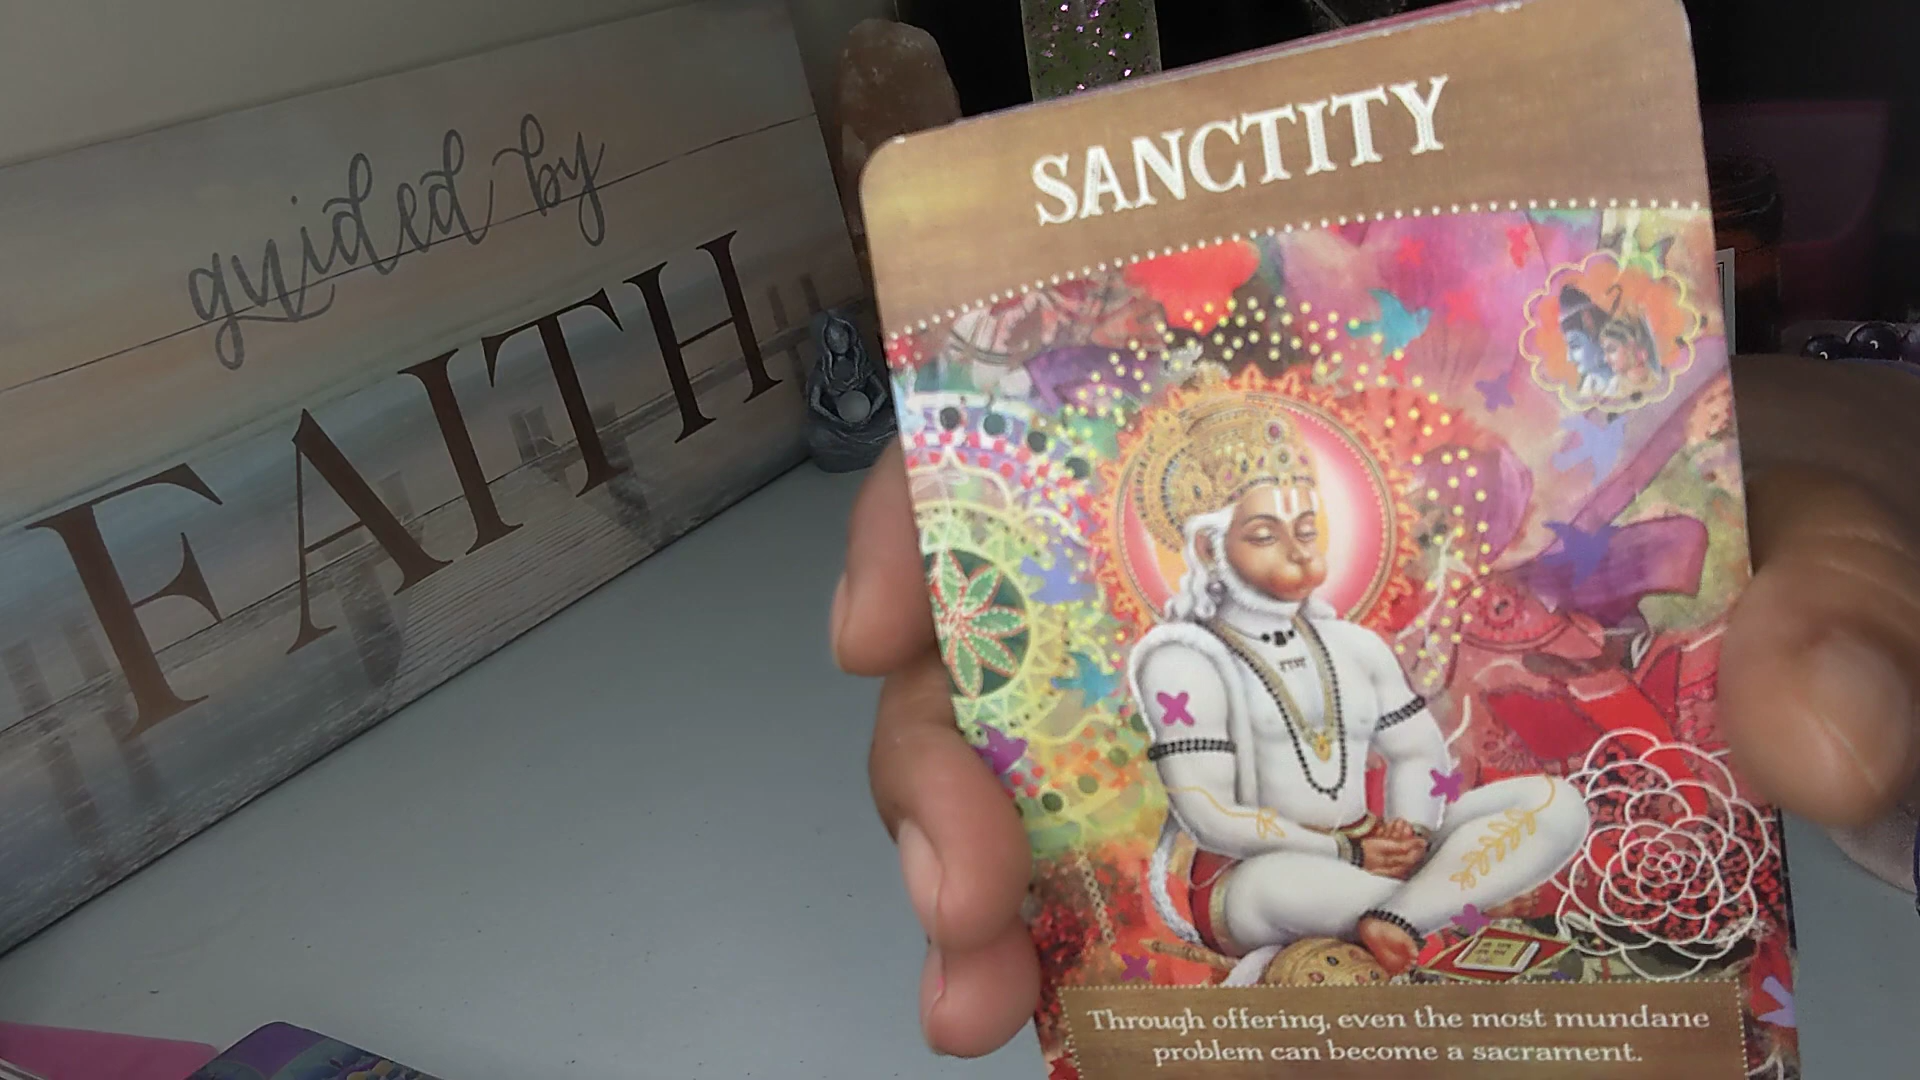 guided by
FAITH
SANCTITY
राम
Through offering, even the most mundane
problem can become a sacrament.